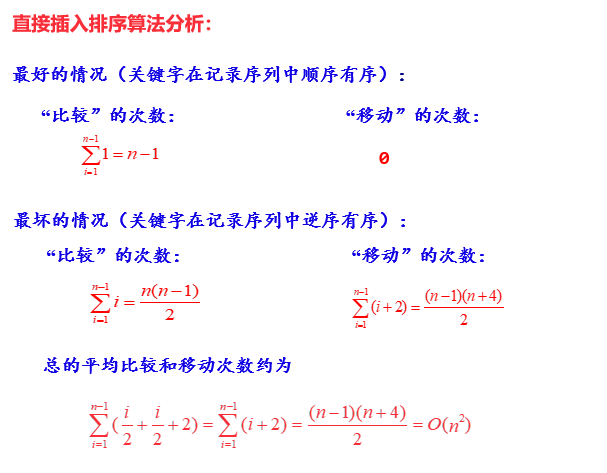 直接插入排序算法分析:
最好的情况（关键字在记录序列中顺序有序）:
“比较”的次数: “移动”的次数:
\sum_{i=1}^{n-1} 1 = n-1 0
最坏的情况（关键字在记录序列中逆序有序）:
“比较”的次数: “移动”的次数:
\sum_{i=1}^{n-1} i = \frac{n(n-1)}{2} \sum_{i=1}^{n-1} (i+2) = \frac{(n-1)(n+4)}{2}
总的平均比较和移动次数约为
\sum_{i=1}^{n-1} (\frac{i}{2} + \frac{i}{2} + 2) = \sum_{i=1}^{n-1} (i+2) = \frac{(n-1)(n+4)}{2} = O(n^2)